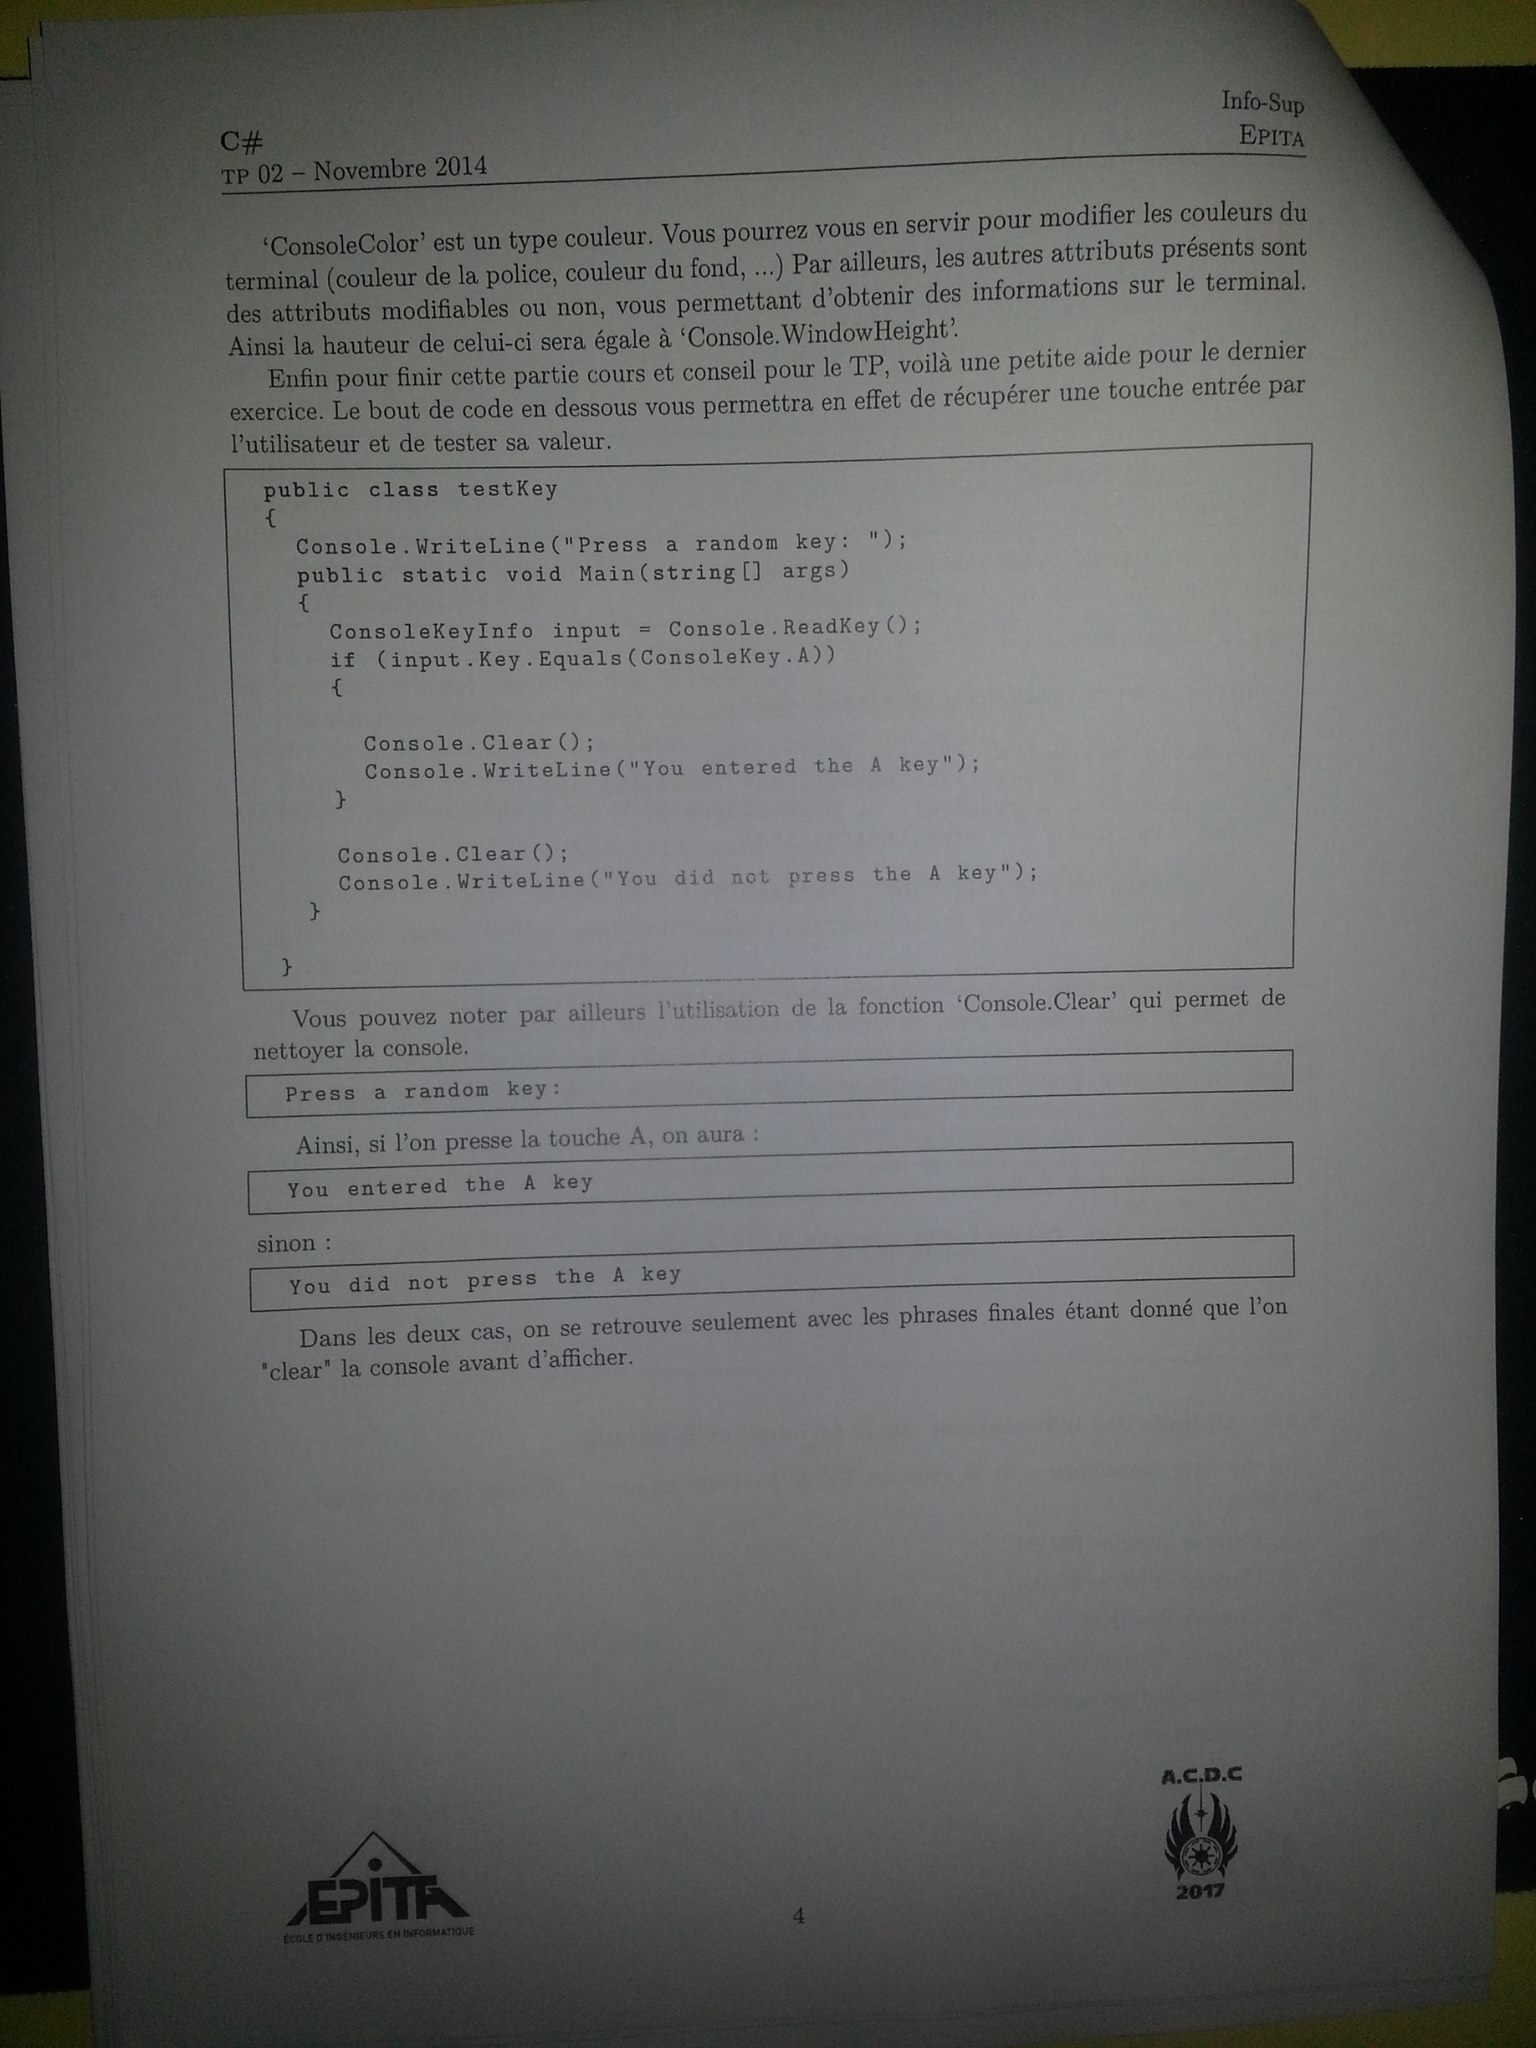 Info-Sup
C#
EPITA
TP 02 – Novembre 2014
‘ConsoleColor’ est un type couleur. Vous pourrez vous en servir pour modifier les couleurs du
terminal (couleur de la police, couleur du fond, ...) Par ailleurs, les autres attributs présents sont
des attributs modifiables ou non, vous permettant d’obtenir des informations sur le terminal.
Ainsi la hauteur de celui-ci sera égale à ‘Console.WindowHeight’.
Enfin pour finir cette partie cours et conseil pour le TP, voilà une petite aide pour le dernier
exercice. Le bout de code en dessous vous permettra en effet de récupérer une touche entrée par
l’utilisateur et de tester sa valeur.
public class testKey
{
Console.WriteLine("Press a random key: ");
public static void Main(string[] args)
{
ConsoleKeyInfo input = Console.ReadKey();
if (input.Key.Equals(ConsoleKey.A))
{
Console.Clear();
Console.WriteLine("You entered the A key");
}
Console.Clear();
Console.WriteLine("You did not press the A key");
}
}
Vous pouvez noter par ailleurs l’utilisation de la fonction ‘Console.Clear’ qui permet de
nettoyer la console.
Press a random key:
Ainsi, si l’on presse la touche A, on aura :
You entered the A key
sinon :
You did not press the A key
Dans les deux cas, on se retrouve seulement avec les phrases finales étant donné que l’on
"clear" la console avant d’afficher.
A.C.D.C
2017
EPITA
ÉCOLE D'INGÉNIEURS EN INFORMATIQUE
4